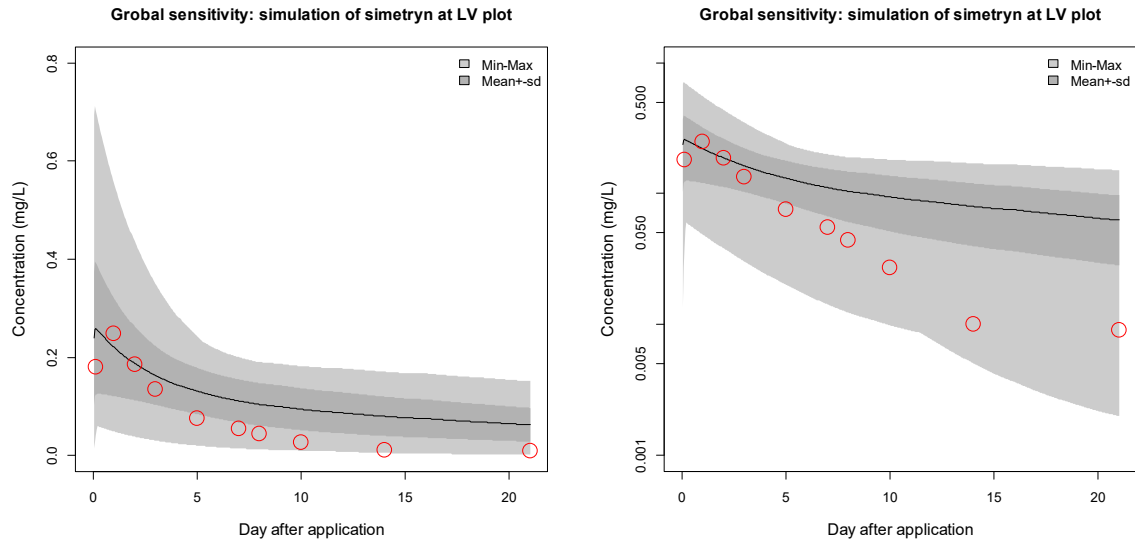 Grobal sensitivity: simulation of simetryn at LV plot
Min-Max
Mean+-sd
0.8
0.6
0.4
0.2
0.0
Concentration (mg/L)
0
5
10
15
20
Day after application
Grobal sensitivity: simulation of simetryn at LV plot
Min-Max
Mean+-sd
0.500
0.050
0.005
0.001
Concentration (mg/L)
0
5
10
15
20
Day after application